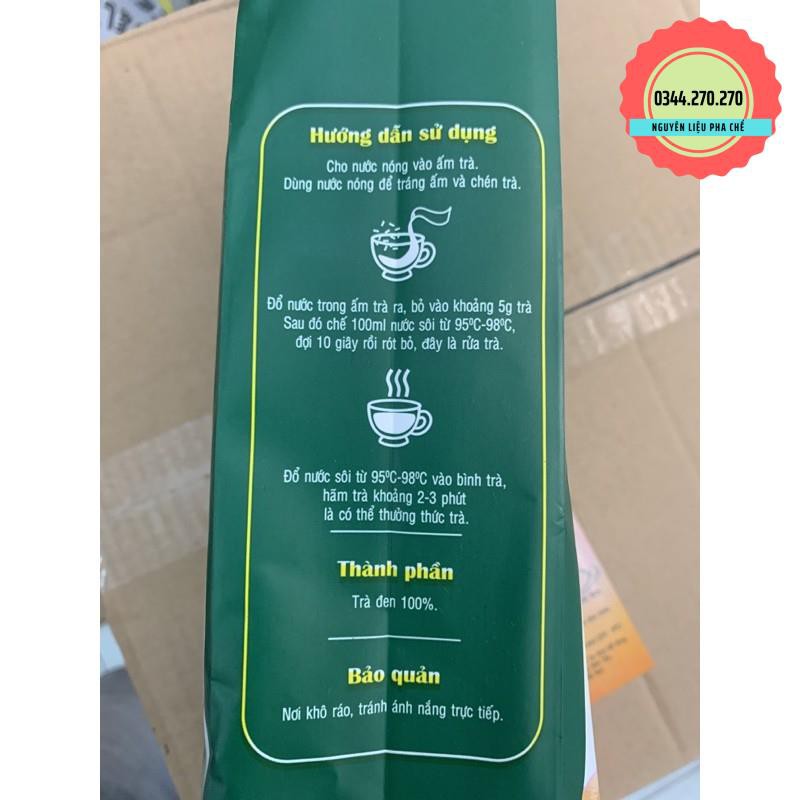 0344.270.270
NGUYÊN LIỆU PHA CHẾ
Hướng dẫn sử dụng
Cho nước nóng vào ấm trà.
Dùng nước nóng để tráng ấm và chén trà.
Đổ nước trong ấm trà ra, bỏ vào khoảng 5g trà
Sau đó chế 100ml nước sôi từ 95ºC-98ºC,
đợi 10 giây rồi rót bỏ, đây là rửa trà.
Đổ nước sôi từ 95ºC-98ºC vào bình trà,
hãm trà khoảng 2-3 phút
là có thể thưởng thức trà.
Thành phần
Trà đen 100%.
Bảo quản
Nơi khô ráo, tránh ánh nắng trực tiếp.